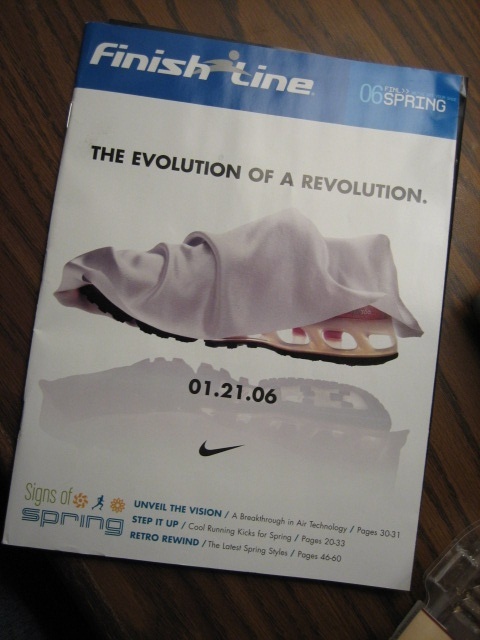 Finish Line
06 SPRING
THE EVOLUTION OF A REVOLUTION.
01.21.06
Signs of
spring
UNVEIL THE VISION / A Breakthrough in Air Technology / Pages 30-31
STEP IT UP / Cool Running Kicks for Spring / Pages 20-33
RETRO REWIND / The Latest Spring Styles / Pages 46-60